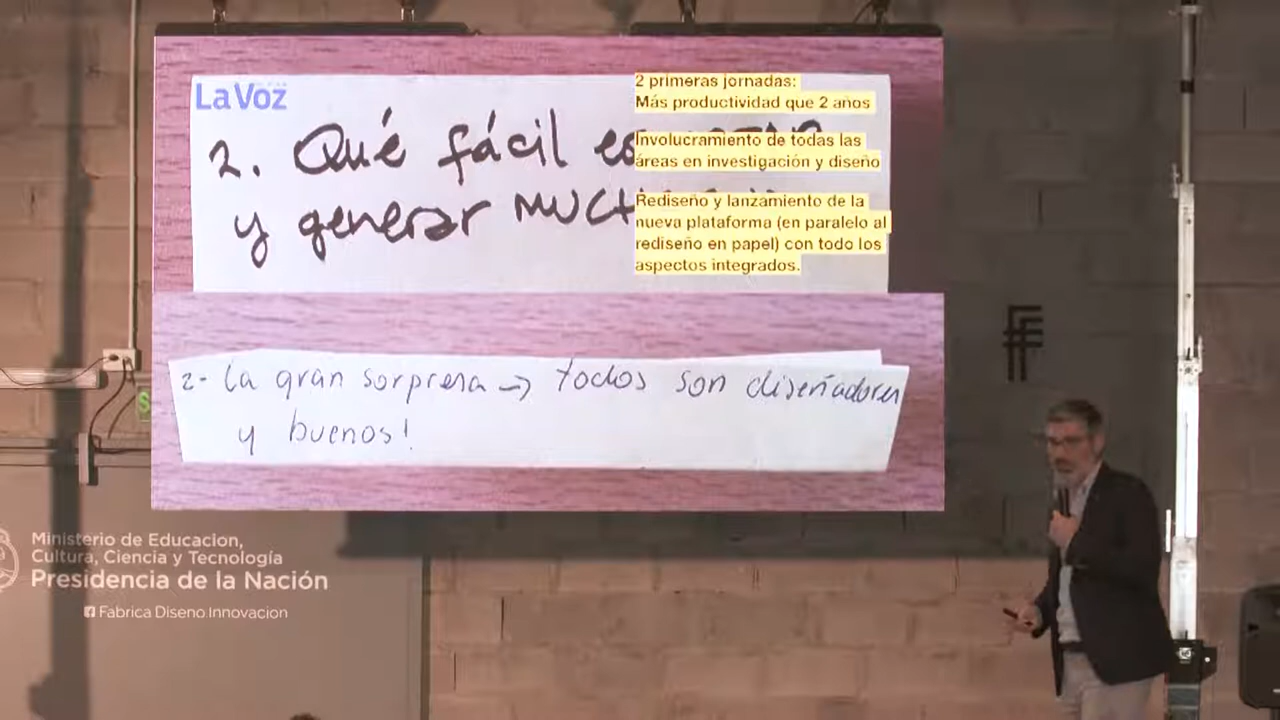 La Voz
2. Qué fácil es
y generar MUCH
2 primeras jornadas:
Más productividad que 2 años
Involucramiento de todas las
áreas en investigación y diseño
Rediseño y lanzamiento de la
nueva plataforma (en paralelo al
rediseño en papel) con todo los
aspectos integrados.
2- La gran sorpresa → todos son diseñadores
y buenos!
Ministerio de Educacion,
Cultura, Ciencia y Tecnología
Presidencia de la Nación
Fabrica Diseno Innovacion